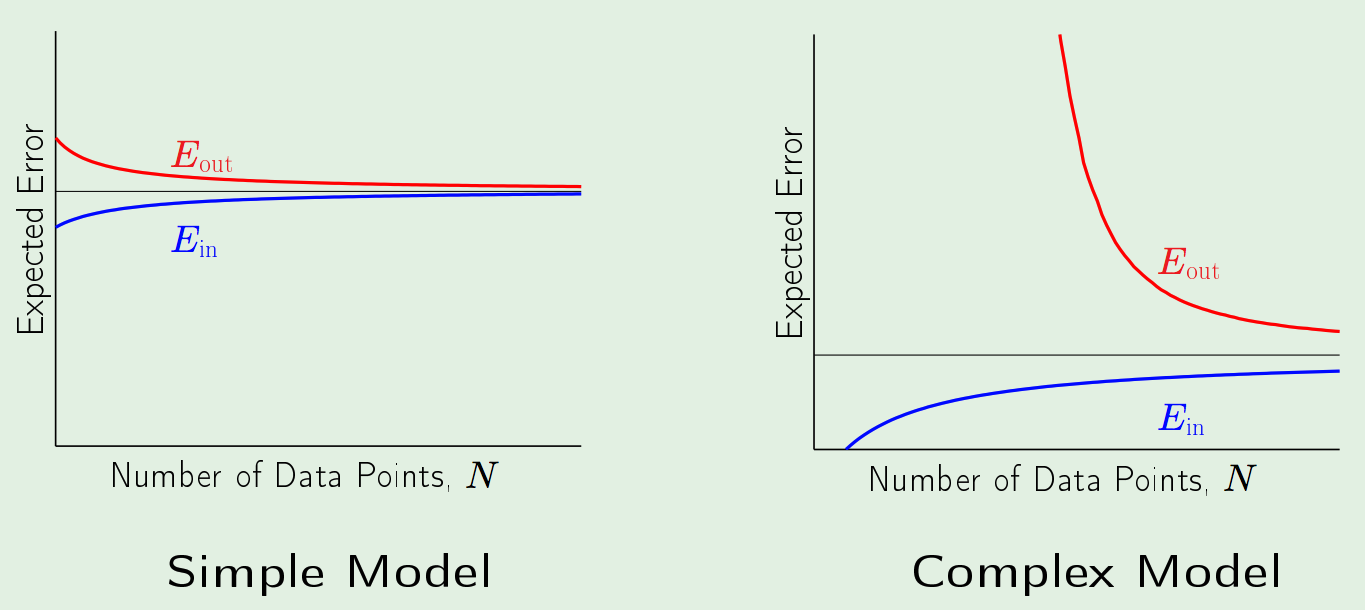 Expected Error
E_out
E_in
Number of Data Points, N
Simple Model
Expected Error
E_out
E_in
Number of Data Points, N
Complex Model